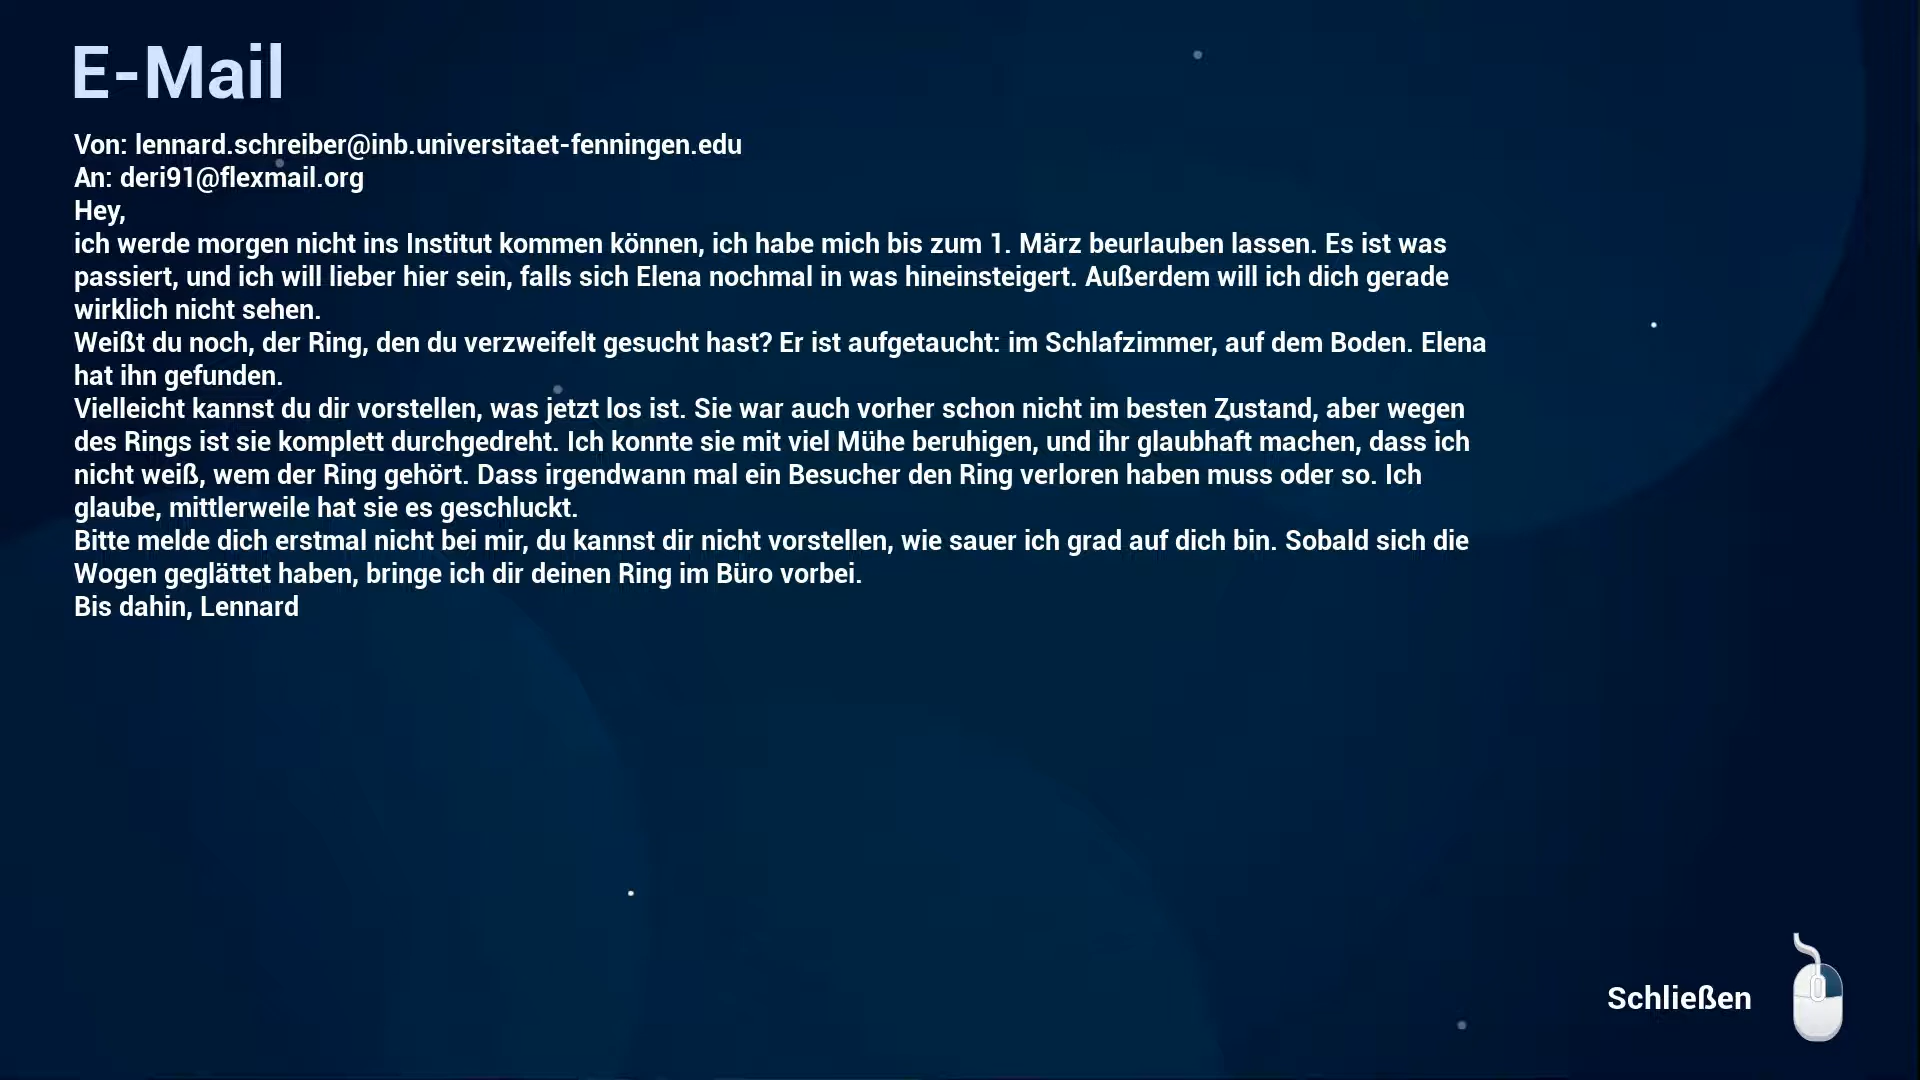 E-Mail
Von: lennard.schreiber@inb.universitaet-fenningen.edu
An: deri91@flexmail.org
Hey,
ich werde morgen nicht ins Institut kommen können, ich habe mich bis zum 1. März beurlauben lassen. Es ist was
passiert, und ich will lieber hier sein, falls sich Elena nochmal in was hineinsteigert. Außerdem will ich dich gerade
wirklich nicht sehen.
Weißt du noch, der Ring, den du verzweifelt gesucht hast? Er ist aufgetaucht: im Schlafzimmer, auf dem Boden. Elena
hat ihn gefunden.
Vielleicht kannst du dir vorstellen, was jetzt los ist. Sie war auch vorher schon nicht im besten Zustand, aber wegen
des Rings ist sie komplett durchgedreht. Ich konnte sie mit viel Mühe beruhigen, und ihr glaubhaft machen, dass ich
nicht weiß, wem der Ring gehört. Dass irgendwann mal ein Besucher den Ring verloren haben muss oder so. Ich
glaube, mittlerweile hat sie es geschluckt.
Bitte melde dich erstmal nicht bei mir, du kannst dir nicht vorstellen, wie sauer ich grad auf dich bin. Sobald sich die
Wogen geglättet haben, bringe ich dir deinen Ring im Büro vorbei.
Bis dahin, Lennard
Schließen